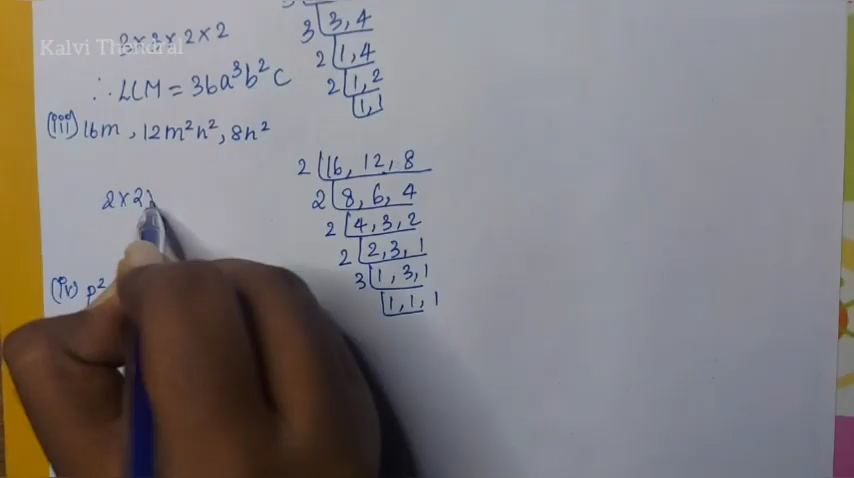 Kalvi Thendral
3×3×2×2
∴ LCM = 36a³b²c
(iii) 16m, 12m²n², 8n²
2×2×
(iv) p²
3 3, 4
2 1, 4
2 1, 2
1, 1
2 16, 12, 8
2 8, 6, 4
2 4, 3, 2
2 2, 3, 1
3 1, 3, 1
1, 1, 1